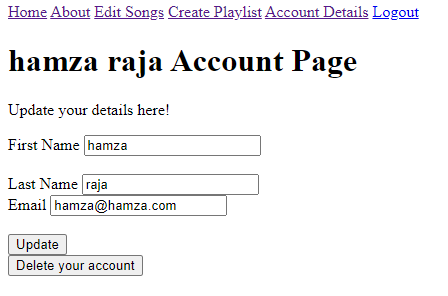 Home About Edit Songs Create Playlist Account Details Logout
hamza raja Account Page
Update your details here!
First Name hamza
Last Name raja
Email hamza@hamza.com
Update
Delete your account